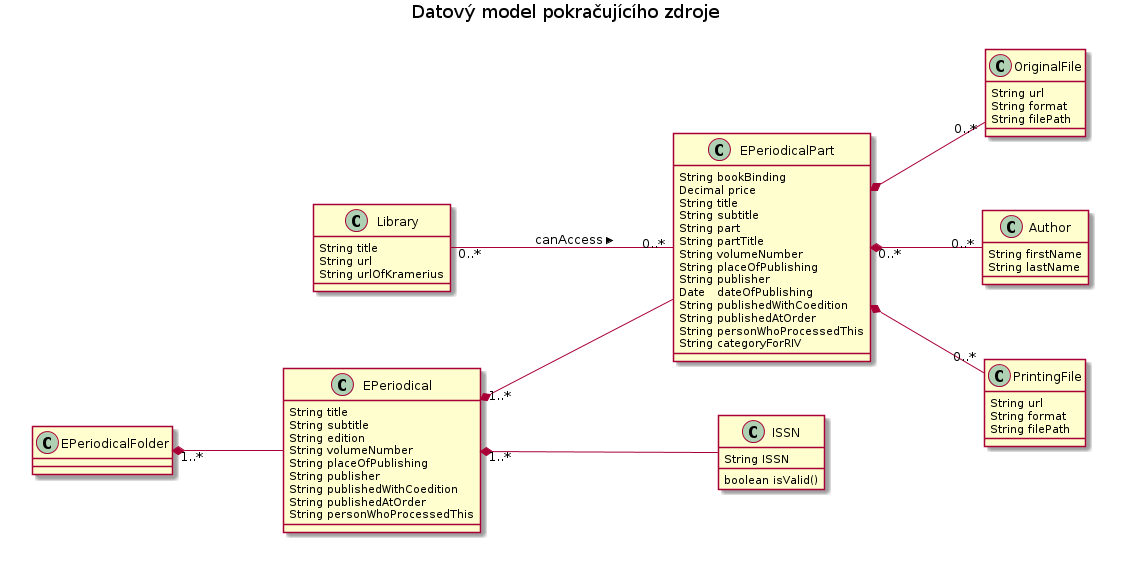 Datový model pokračujícího zdroje
C OriginalFile
String url
String format
String filePath
0..*
C EPeriodicalPart
String bookBinding
Decimal price
String title
String subtitle
String part
String partTitle
String volumeNumber
String placeOfPublishing
String publisher
Date dateOfPublishing
String publishedWithCoedition
String publishedAtOrder
String personWhoProcessedThis
String categoryForRIV
C Library
String title
String url
String urlOfKramerius
canAccess
0..*
0..*
C Author
String firstName
String lastName
0..*
0..*
C PrintingFile
String url
String format
String filePath
0..*
C EPeriodical
String title
String subtitle
String edition
String volumeNumber
String placeOfPublishing
String publisher
String publishedWithCoedition
String publishedAtOrder
String personWhoProcessedThis
1..*
1..*
C ISSN
String ISSN
boolean isValid()
C EPeriodicalFolder
1..*